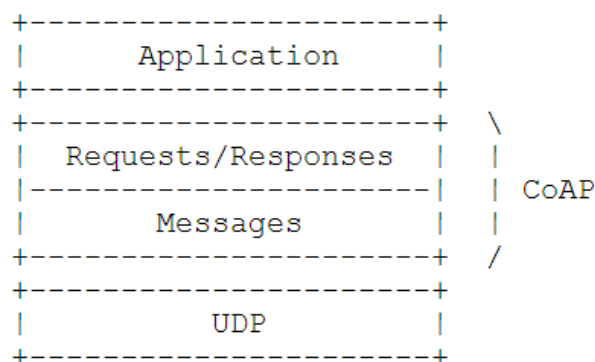 Application
Requests/Responses
CoAP
Messages
UDP